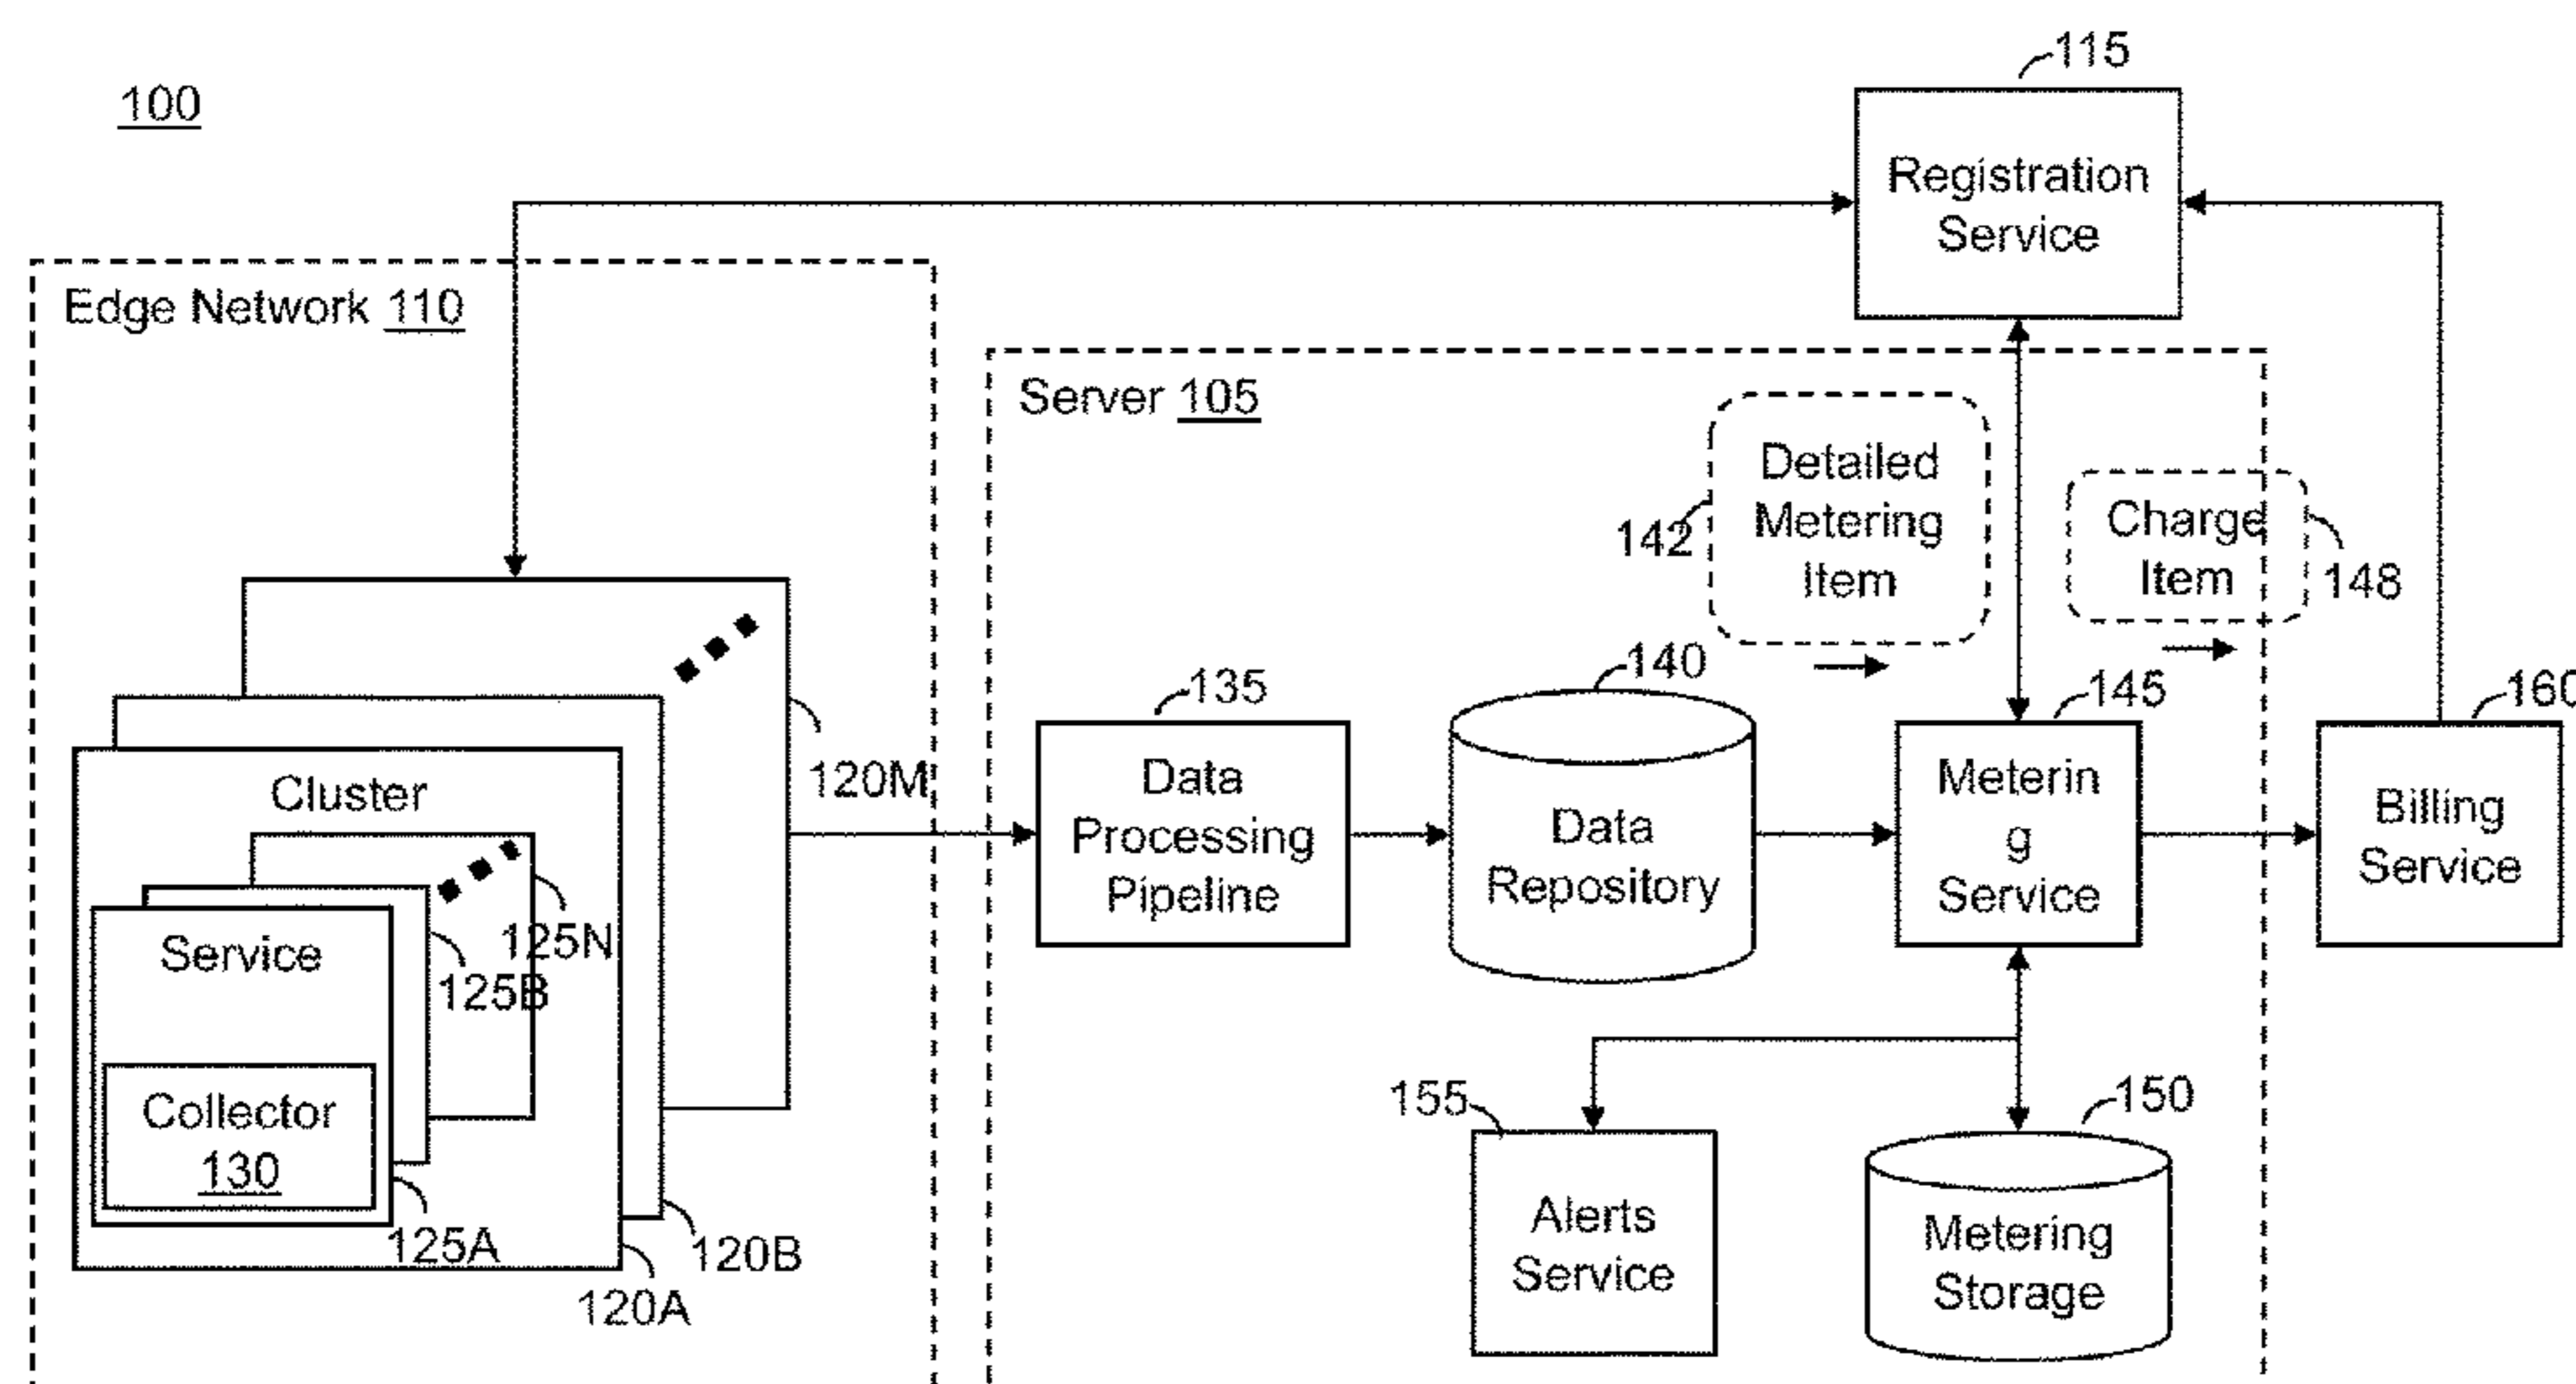 100
115
Registration
Service
Edge Network 110
Server 105
Detailed
Metering
Item
142
Charge
Item
148
120M
135
Data
Processing
Pipeline
140
Data
Repository
145
Meterin
g
Service
160
Billing
Service
Cluster
125N
125B
Service
Collector
130
125A
120B
120A
155
Alerts
Service
150
Metering
Storage